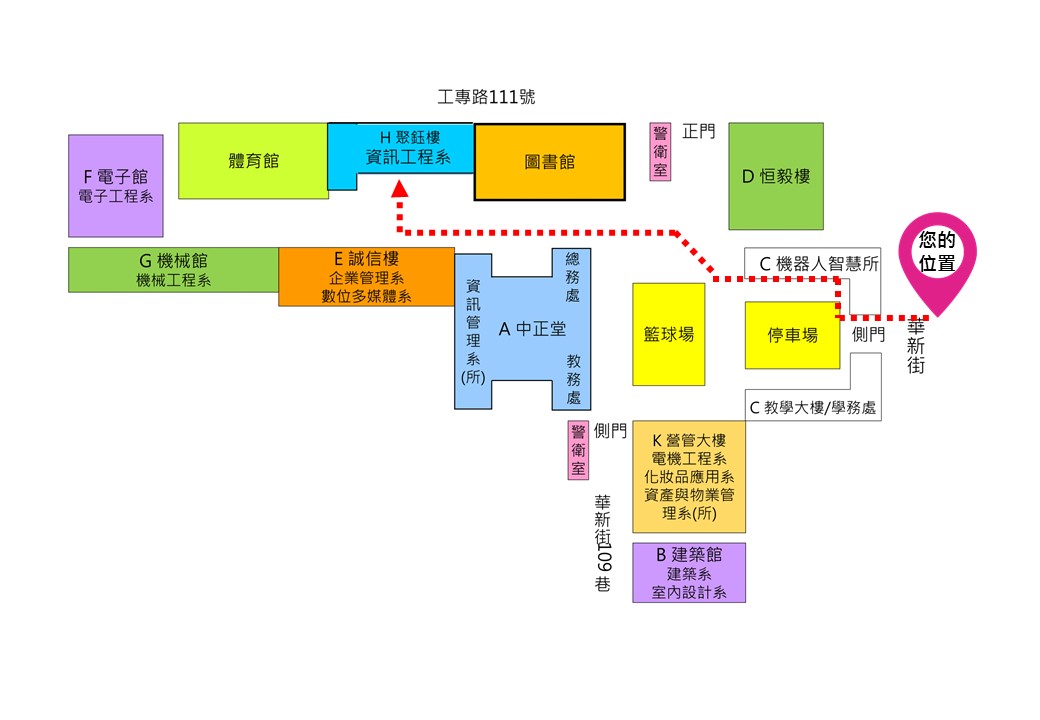 工專路111號
F 電子館
電子工程系
體育館
H 聚鈺樓
資訊工程系
圖書館
警衛室
正門
D 恒毅樓
您的
位置
G 機械館
機械工程系
E 誠信樓
企業管理系
數位多媒體系
資訊管理系(所)
A 中正堂
總務處
教務處
籃球場
C 機器人智慧所
停車場
側門
華新街
C 教學大樓/學務處
警衛室
側門
華新街109巷
K 營管大樓
電機工程系
化妝品應用系
資產與物業管
理系(所)
B 建築館
建築系
室內設計系